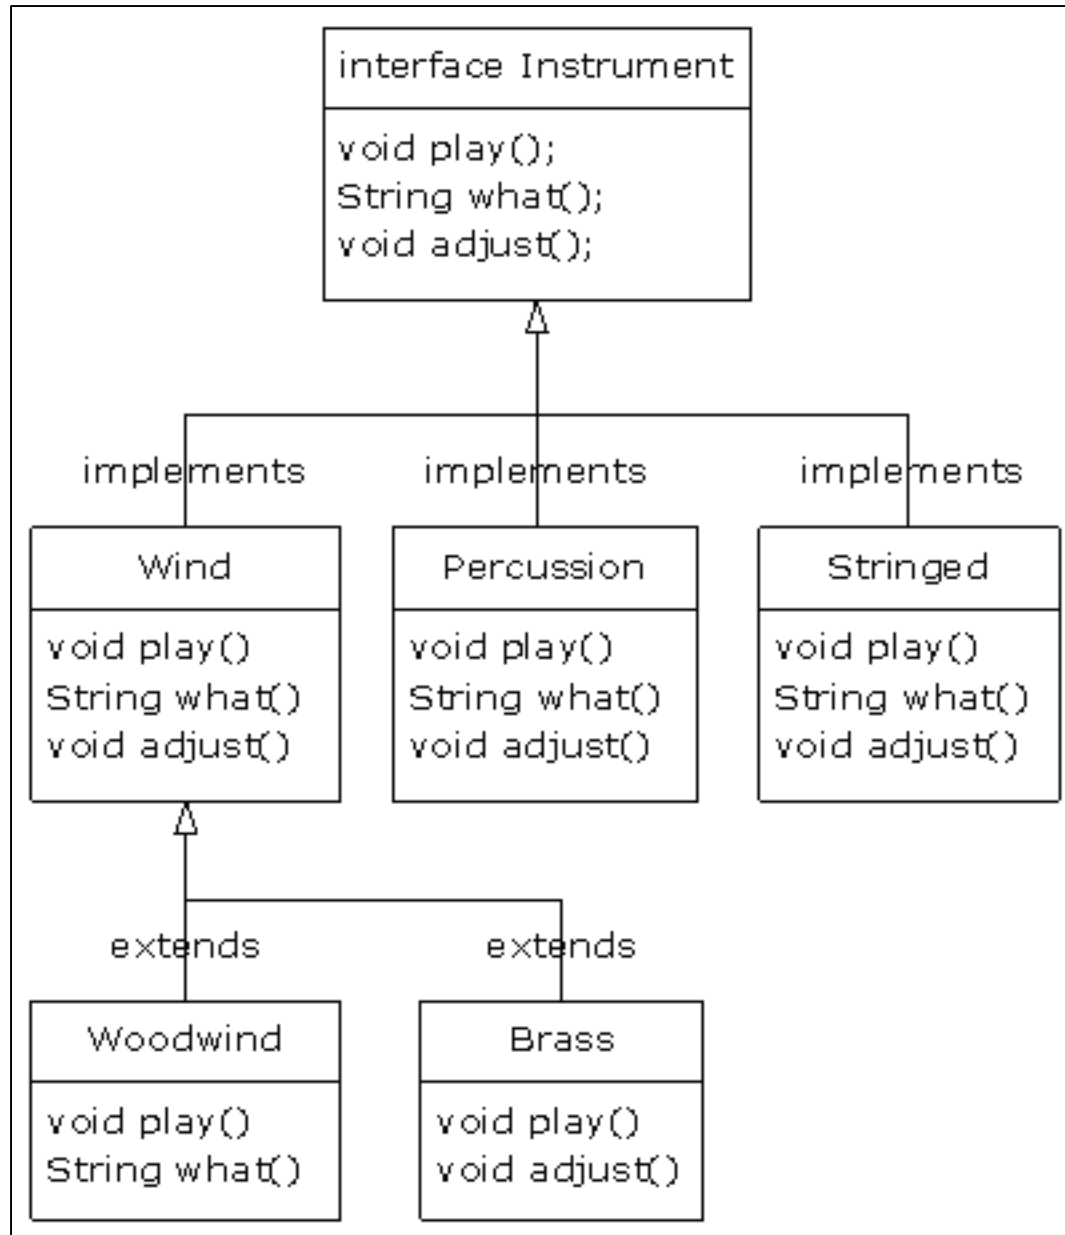 interface Instrument
void play();
String what();
void adjust();
implements
implements
implements
Wind
void play()
String what()
void adjust()
Percussion
void play()
String what()
void adjust()
Stringed
void play()
String what()
void adjust()
extends
extends
Woodwind
void play()
String what()
Brass
void play()
void adjust()